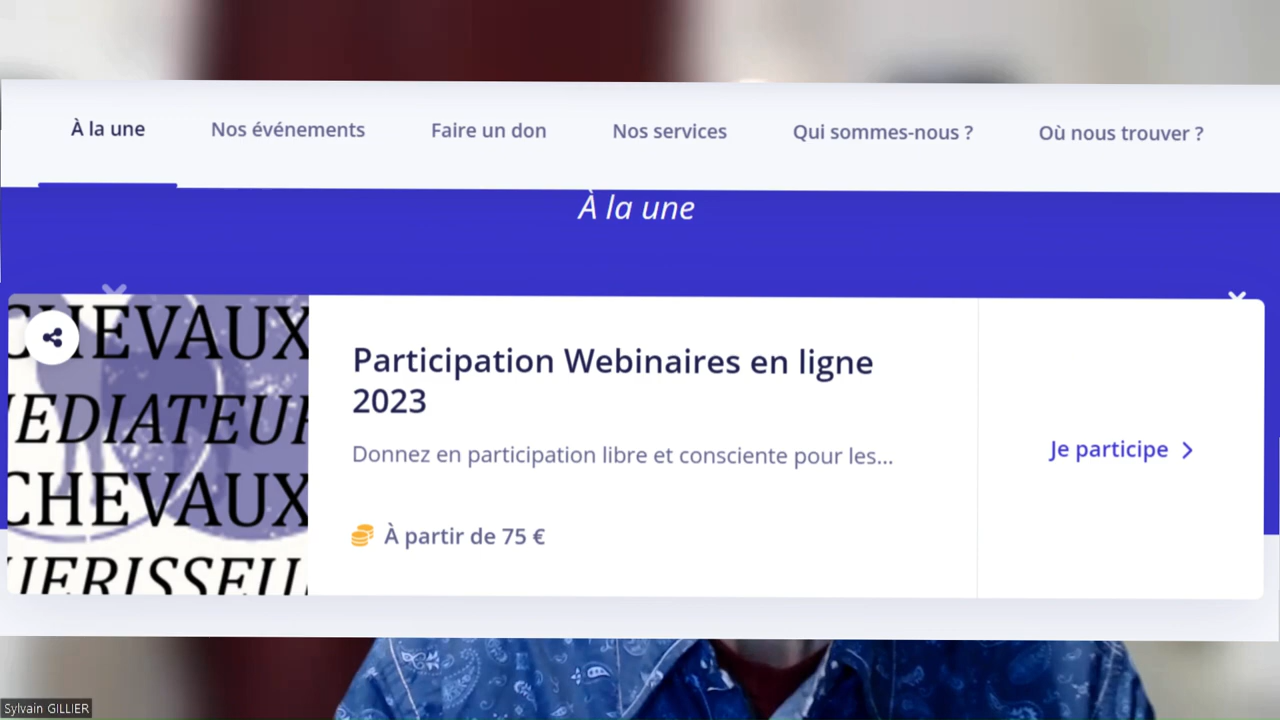 À la une
Nos événements
Faire un don
Nos services
Qui sommes-nous ?
Où nous trouver ?
À la une
CHEVAUX
MEDIATEUR
CHEVAUX
Participation Webinaires en ligne
2023
Donnez en participation libre et consciente pour les...
À partir de 75 €
Je participe
Sylvain GILLIER